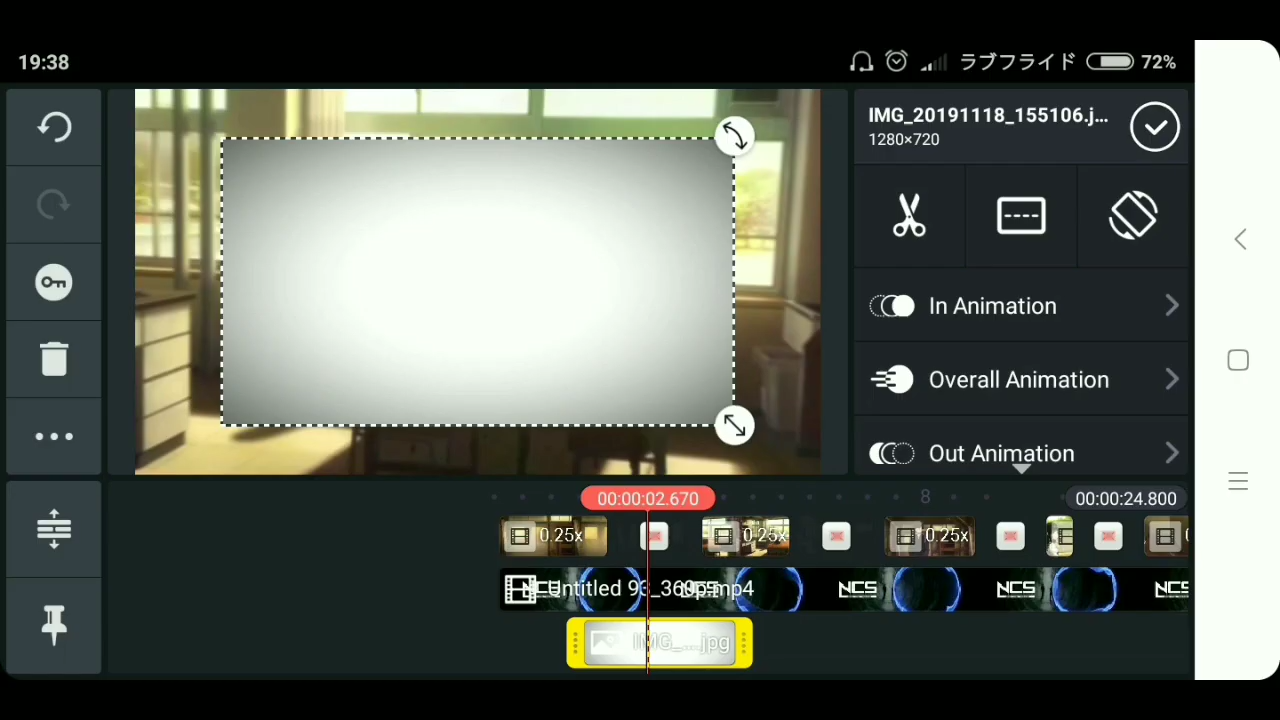 19:38
ラブフライド
72%
IMG_20191118_155106.j...
1280×720
In Animation
Overall Animation
Out Animation
00:00:02.670
8
00:00:24.800
0.25x
0.25x
0.25x
Untitled 93_360p.mp4
NCS
NCS
NCS
IMG_...jpg